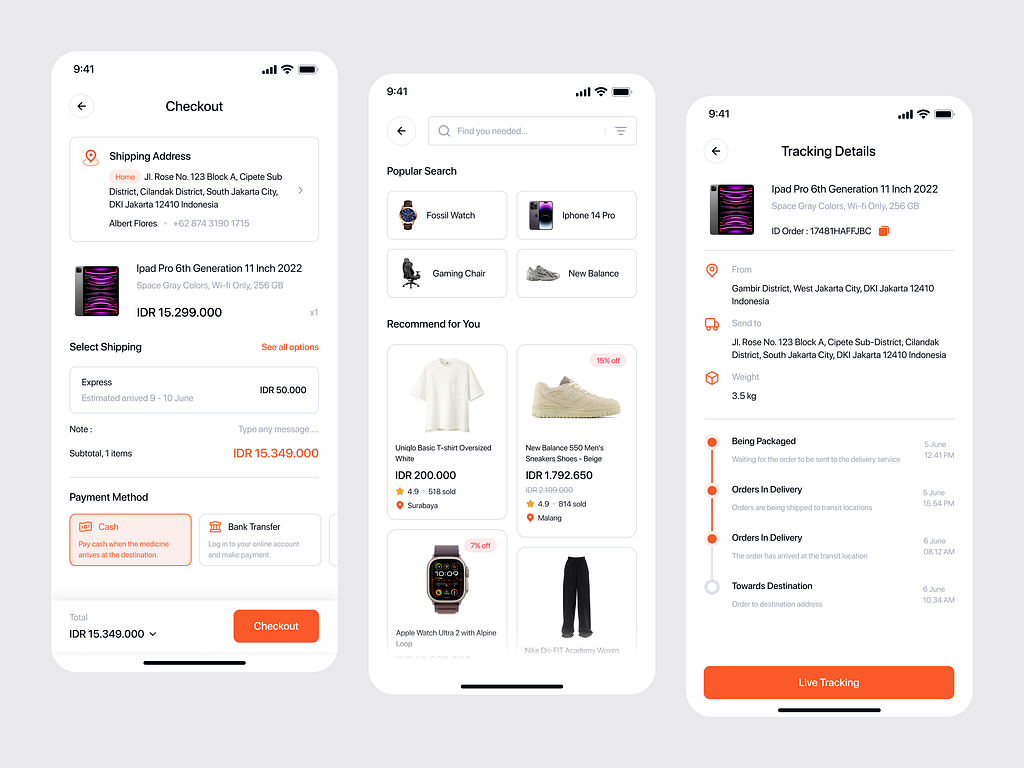 9:41
Checkout
Shipping Address
Home Jl. Rose No. 123 Block A, Cipete Sub
District, Cilandak District, South Jakarta City,
DKI Jakarta 12410 Indonesia
Albert Flores • +62 874 3190 1715
Ipad Pro 6th Generation 11 Inch 2022
Space Gray Colors, Wi-fi Only, 256 GB
IDR 15.299.000 x1
Select Shipping See all options
Express
Estimated arrived 9 - 10 June
IDR 50.000
Note : Type any message....
Subtotal, 1 items IDR 15.349.000
Payment Method
Cash
Pay cash when the medicine
arrives at the destination.
Bank Transfer
Log in to your online account
and make payment.
Total
IDR 15.349.000
Checkout
9:41
Find you needed...
Popular Search
Fossil Watch
Iphone 14 Pro
Gaming Chair
New Balance
Recommend for You
Uniqlo Basic T-shirt Oversized
White
IDR 200.000
4.9 • 518 sold
Surabaya
15% off
New Balance 550 Men's
Sneakers Shoes - Beige
IDR 1.792.650
IDR 2.109.000
4.9 • 814 sold
Malang
7% off
Apple Watch Ultra 2 with Alpine
Loop
Nike Dri-FIT Academy Woven
9:41
Tracking Details
Ipad Pro 6th Generation 11 Inch 2022
Space Gray Colors, Wi-fi Only, 256 GB
ID Order : 17481HAFFJBC
From
Gambir District, West Jakarta City, DKI Jakarta 12410
Indonesia
Send to
Jl. Rose No. 123 Block A, Cipete Sub-District, Cilandak
District, South Jakarta City, DKI Jakarta 12410 Indonesia
Weight
3.5 kg
Being Packaged
Waiting for the order to be sent to the delivery service
5 June
12.41 PM
Orders In Delivery
Orders are being shipped to transit locations
5 June
15.54 PM
Orders In Delivery
The order has arrived at the transit location
6 June
08.12 AM
Towards Destination
Order to destination address
6 June
10.34 AM
Live Tracking